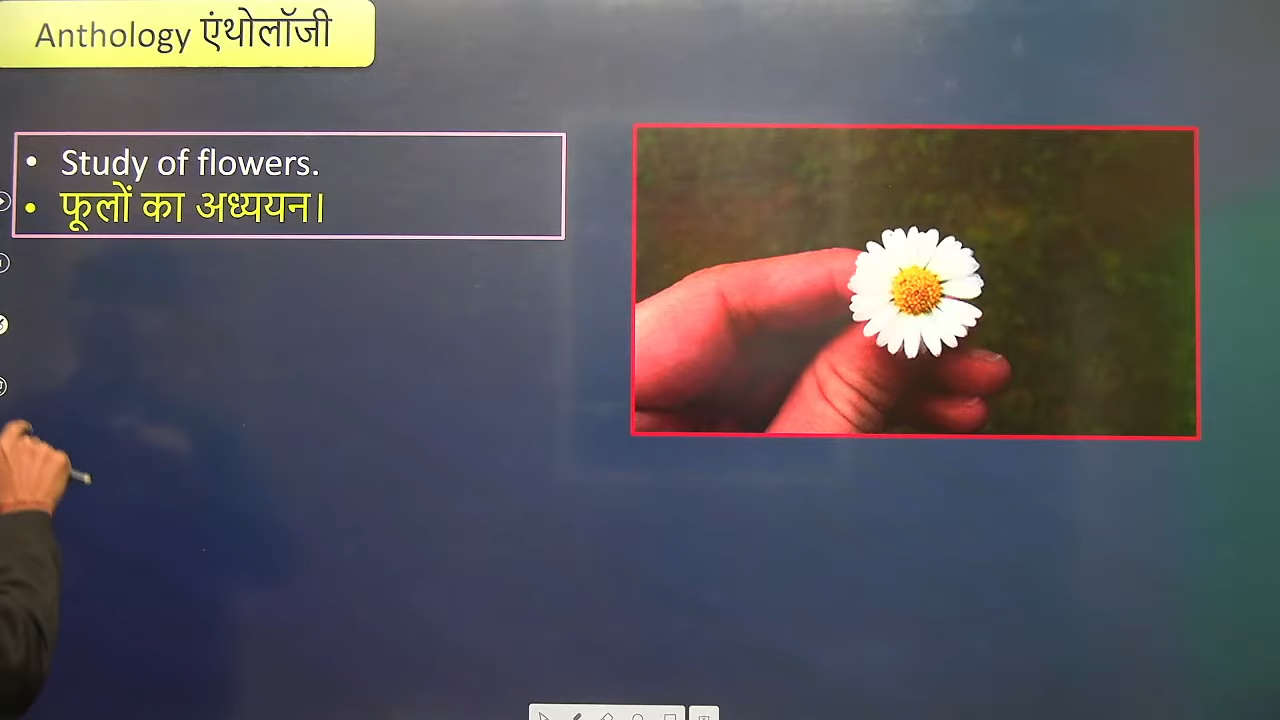 Anthology एंथोलॉजी
• Study of flowers.
• फूलों का अध्ययन।